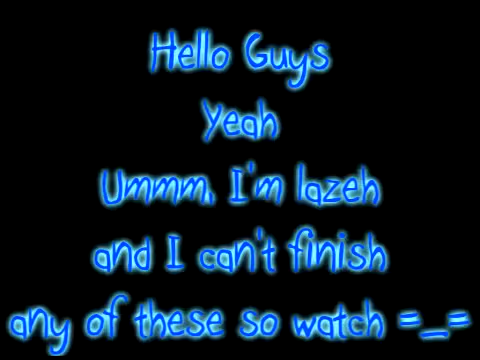 Hello Guys
Yeah
Ummm, I'm lazeh
and I can't finish
any of these so watch =_=